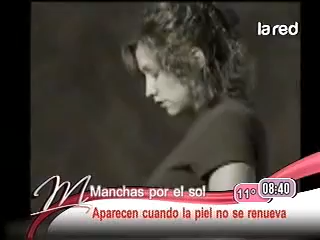 la red
M
Manchas por el sol
11° 08:40
Aparecen cuando la piel no se renueva